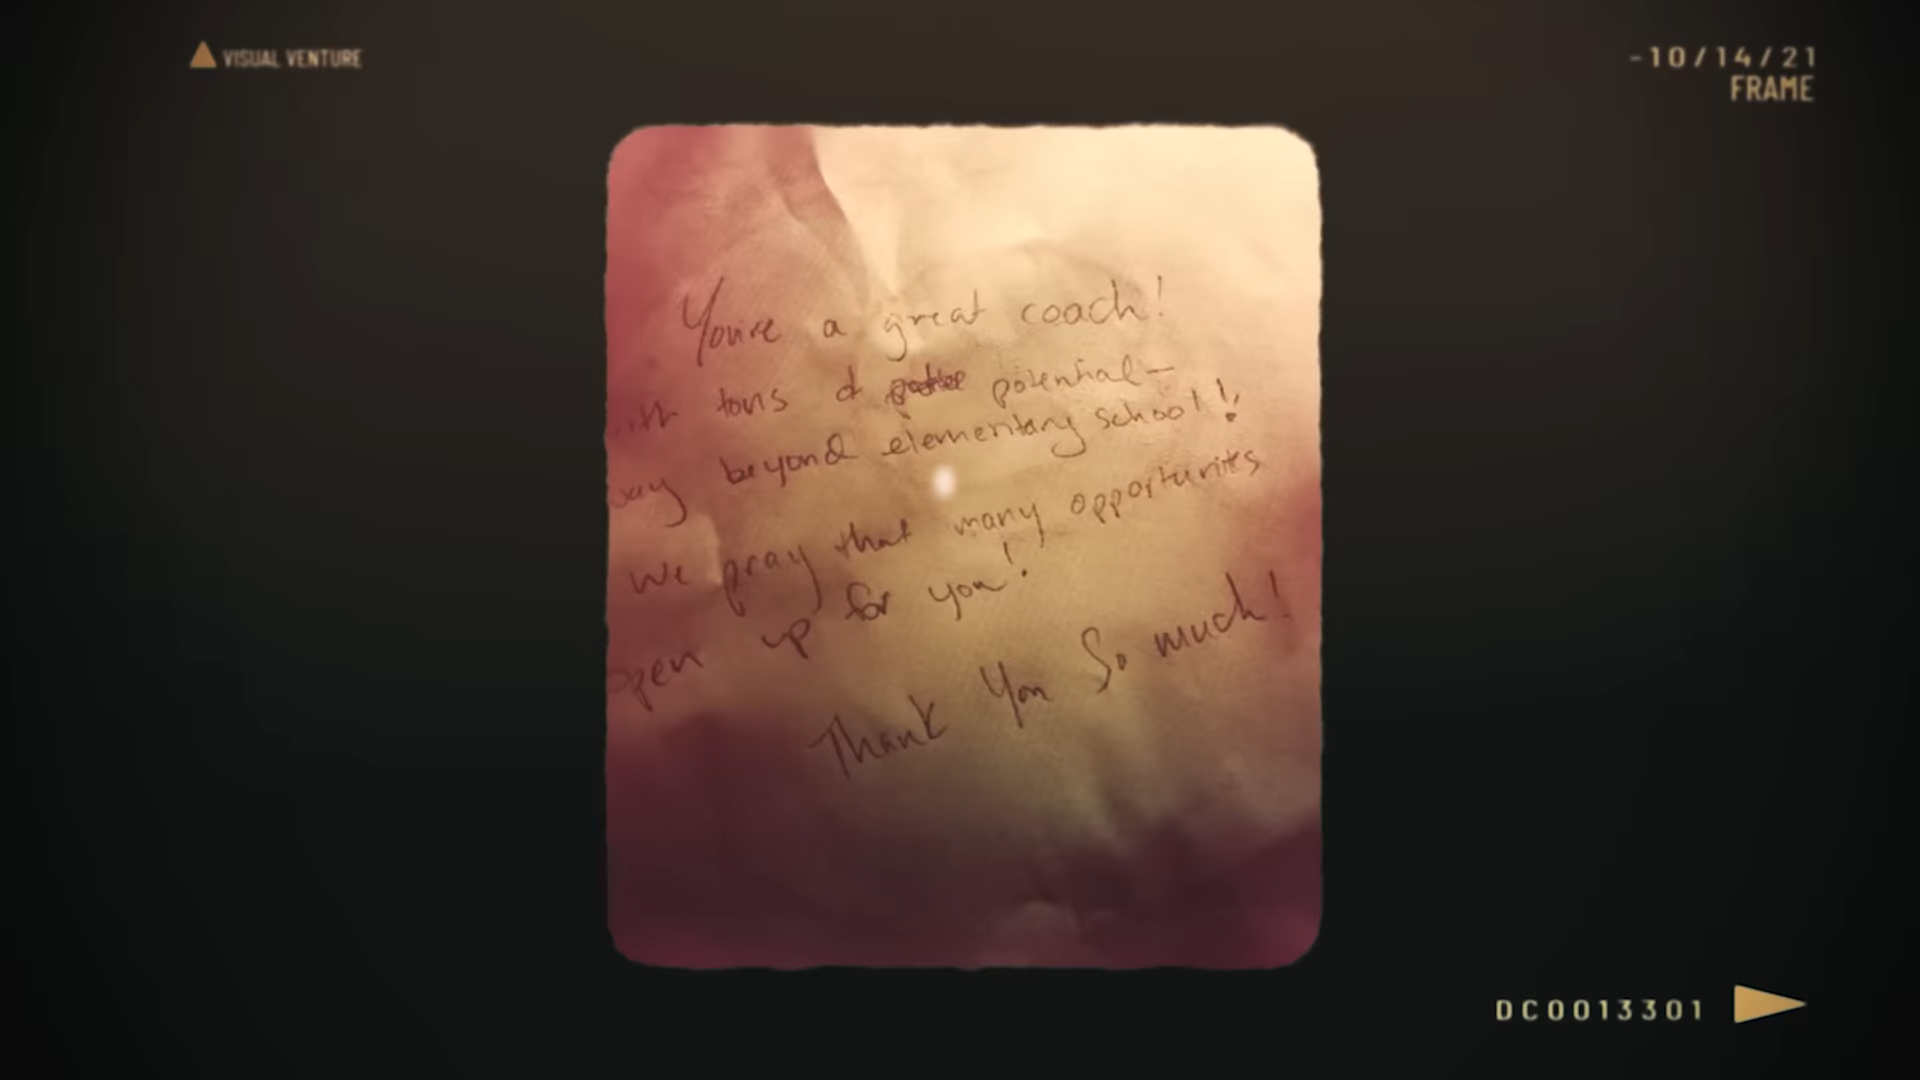 VISUAL VENTURE
-10/14/21
FRAME
You're a great coach!
with tons of potential-
way beyond elementary school!!
We pray that many opportunities
open up for you!
Thank You So much!
DC0013301